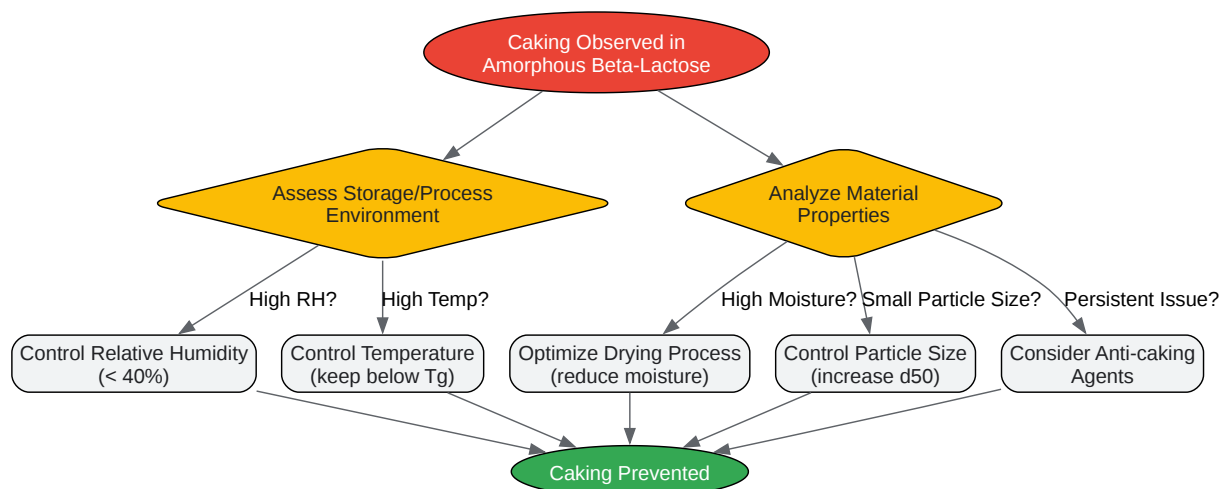 Caking Observed in
Amorphous Beta-Lactose
Assess Storage/Process
Environment
Analyze Material
Properties
High RH?
High Temp?
High Moisture?
Small Particle Size?
Persistent Issue?
Control Relative Humidity
(< 40%)
Control Temperature
(keep below Tg)
Optimize Drying Process
(reduce moisture)
Control Particle Size
(increase d50)
Consider Anti-caking
Agents
Caking Prevented